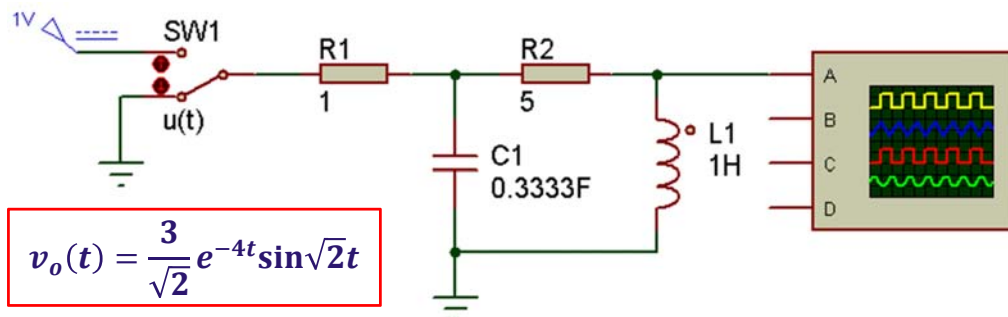 1V
SW1
u(t)
R1
1
R2
5
C1
0.3333F
L1
1H
A
B
C
D
v_o(t) = 3/√2 e^{-4t} sin√2t